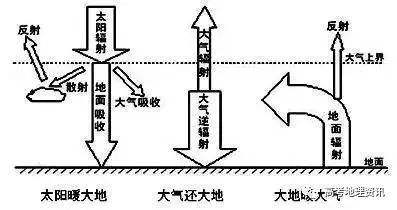 反射
太阳辐射
散射
地面吸收
大气吸收
大气辐射
大气逆辐射
反射
大气上界
地面辐射
地面
太阳暖大地
大气还大地
大地暖大气
高考地理资讯